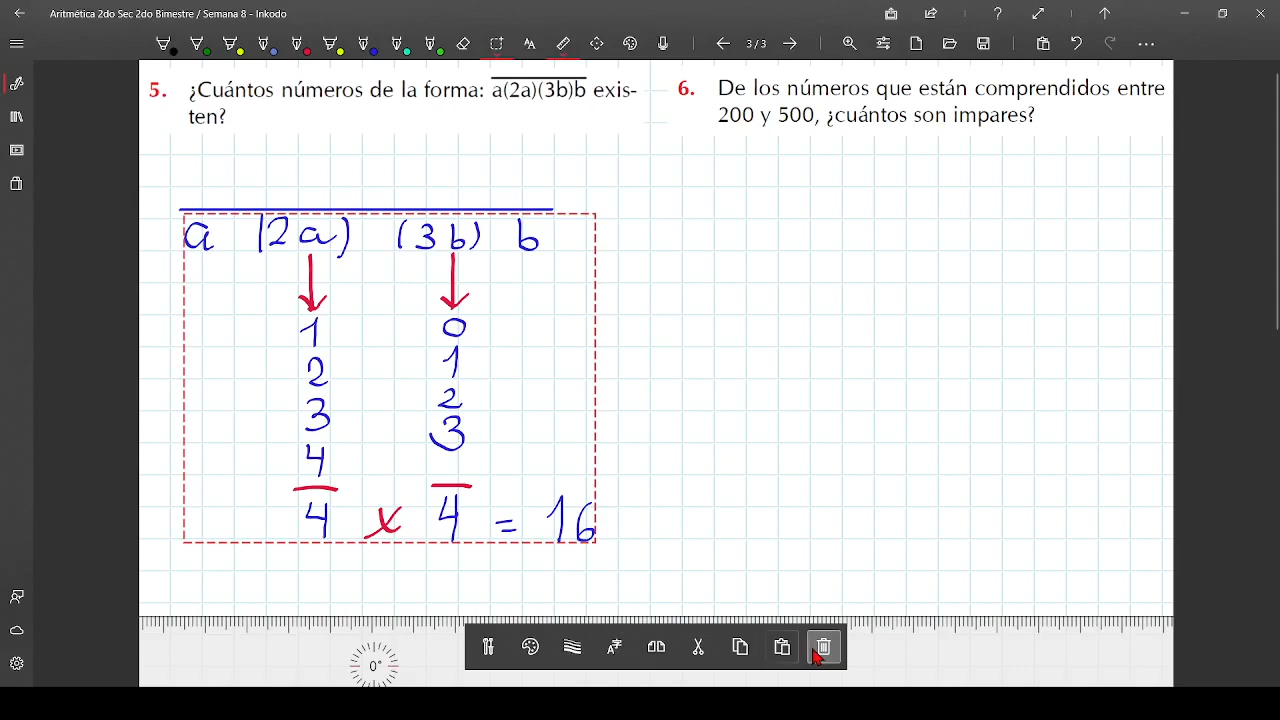 Aritmética 2do Sec 2do Bimestre / Semana 8 - Inkodo
3/3
5. ¿Cuántos números de la forma: a(2a)(3b)b exis-
ten?
6. De los números que están comprendidos entre
200 y 500, ¿cuántos son impares?
a (2a) (3b) b
1 0
2 1
3 2
4 3
4 x 4 = 16
0°